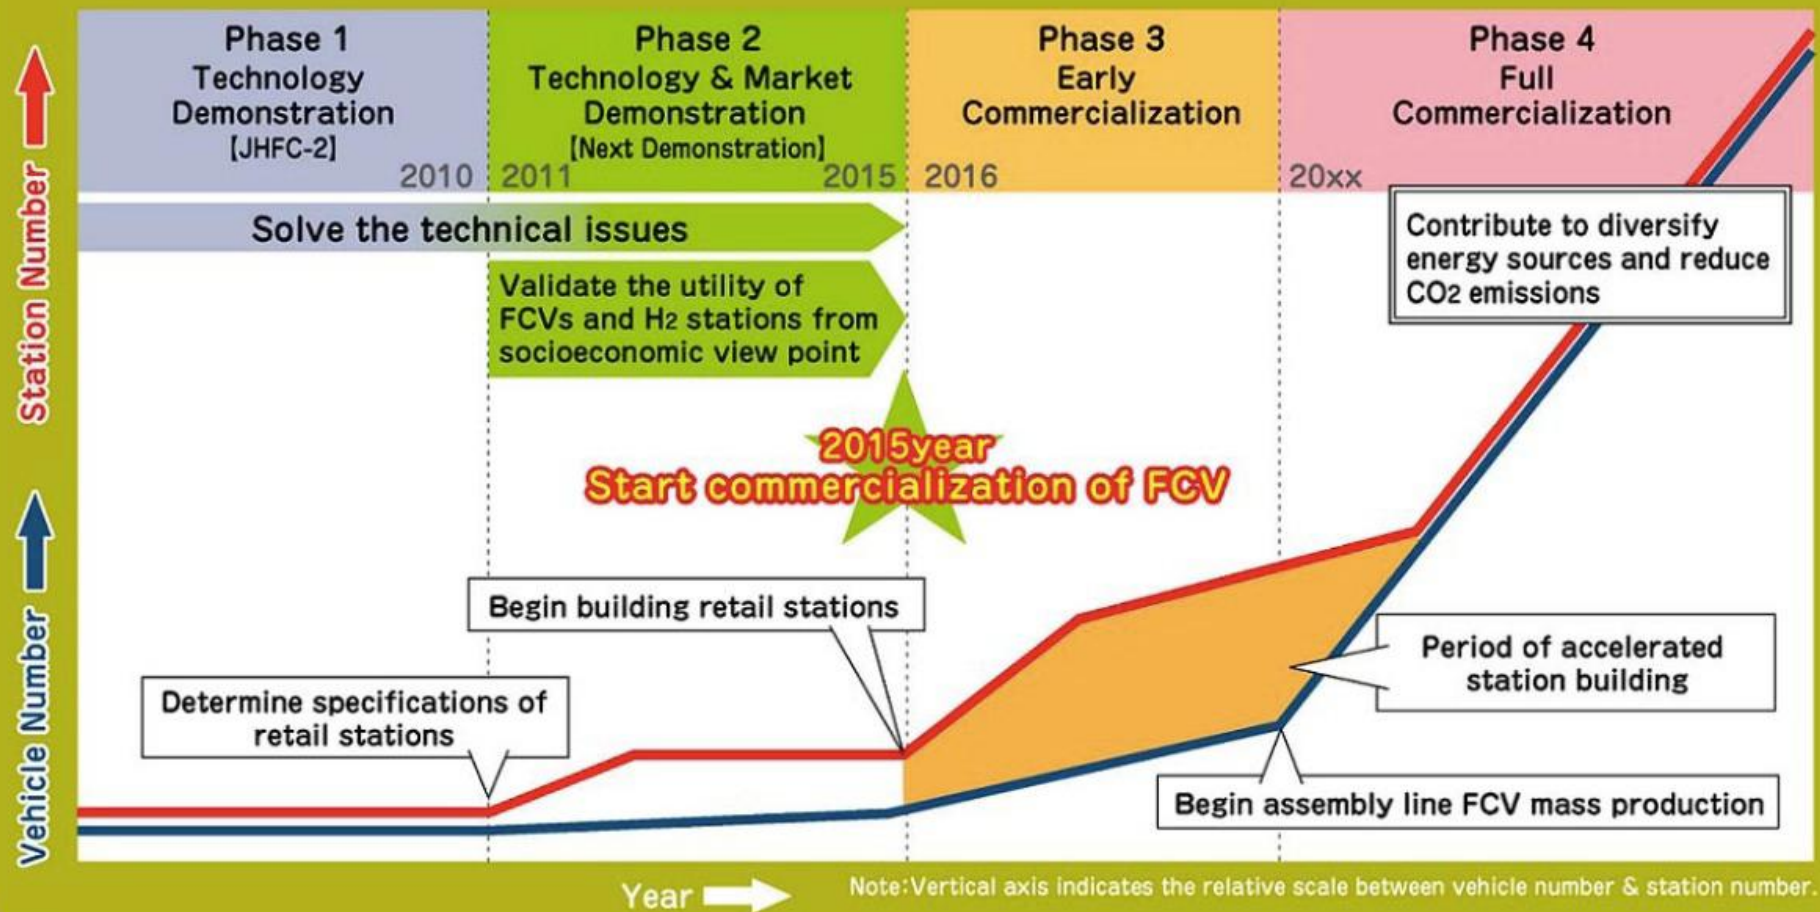 Phase 1
Technology
Demonstration
【JHFC-2】
2010
Phase 2
Technology & Market
Demonstration
【Next Demonstration】
2011
2015
Phase 3
Early
Commercialization
2016
Phase 4
Full
Commercialization
20xx
Station Number
Vehicle Number
Solve the technical issues
Validate the utility of
FCVs and H2 stations from
socioeconomic view point
Contribute to diversify
energy sources and reduce
CO2 emissions
2015year
Start commercialization of FCV
Begin building retail stations
Determine specifications of
retail stations
Period of accelerated
station building
Begin assembly line FCV mass production
Year
Note:Vertical axis indicates the relative scale between vehicle number & station number.